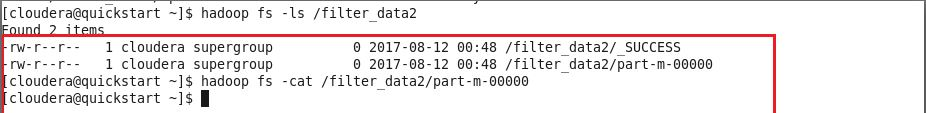 [cloudera@quickstart ~]$ hadoop fs -ls /filter_data2
Found 2 items
-rw-r--r--   1 cloudera supergroup          0 2017-08-12 00:48 /filter_data2/_SUCCESS
-rw-r--r--   1 cloudera supergroup          0 2017-08-12 00:48 /filter_data2/part-m-00000
[cloudera@quickstart ~]$ hadoop fs -cat /filter_data2/part-m-00000
[cloudera@quickstart ~]$